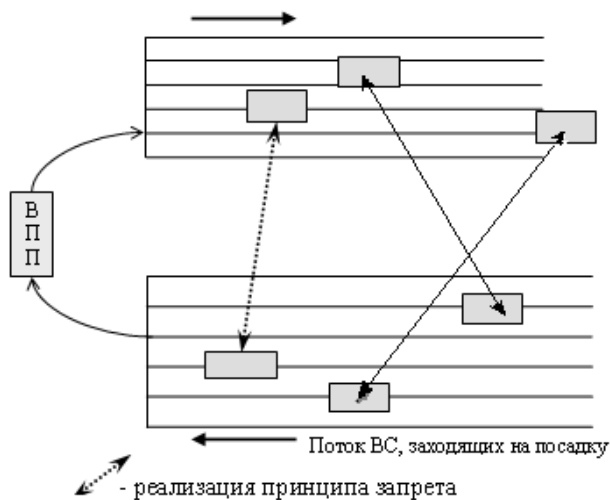 В
П
П
Поток ВС, заходящих на посадку
- реализация принципа запрета